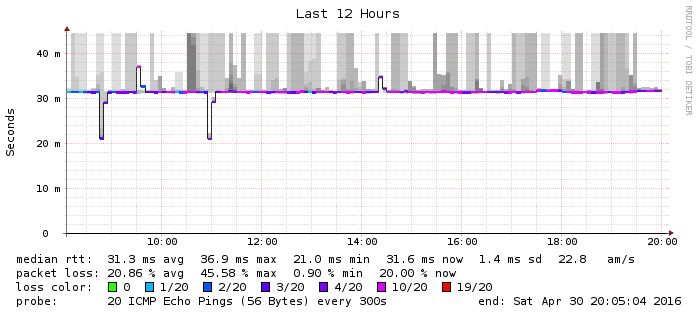 Last 12 Hours
RRDTOOL / TOBI OETIKER
Seconds
40 m
30 m
20 m
10 m
0
10:00 12:00 14:00 16:00 18:00 20:00
median rtt: 31.3 ms avg 36.9 ms max 21.0 ms min 31.6 ms now 1.4 ms sd 22.8 am/s
packet loss: 20.86 % avg 45.58 % max 0.90 % min 20.00 % now
loss color: 0 1/20 2/20 3/20 4/20 10/20 19/20
probe: 20 ICMP Echo Pings (56 Bytes) every 300s end: Sat Apr 30 20:05:04 2016